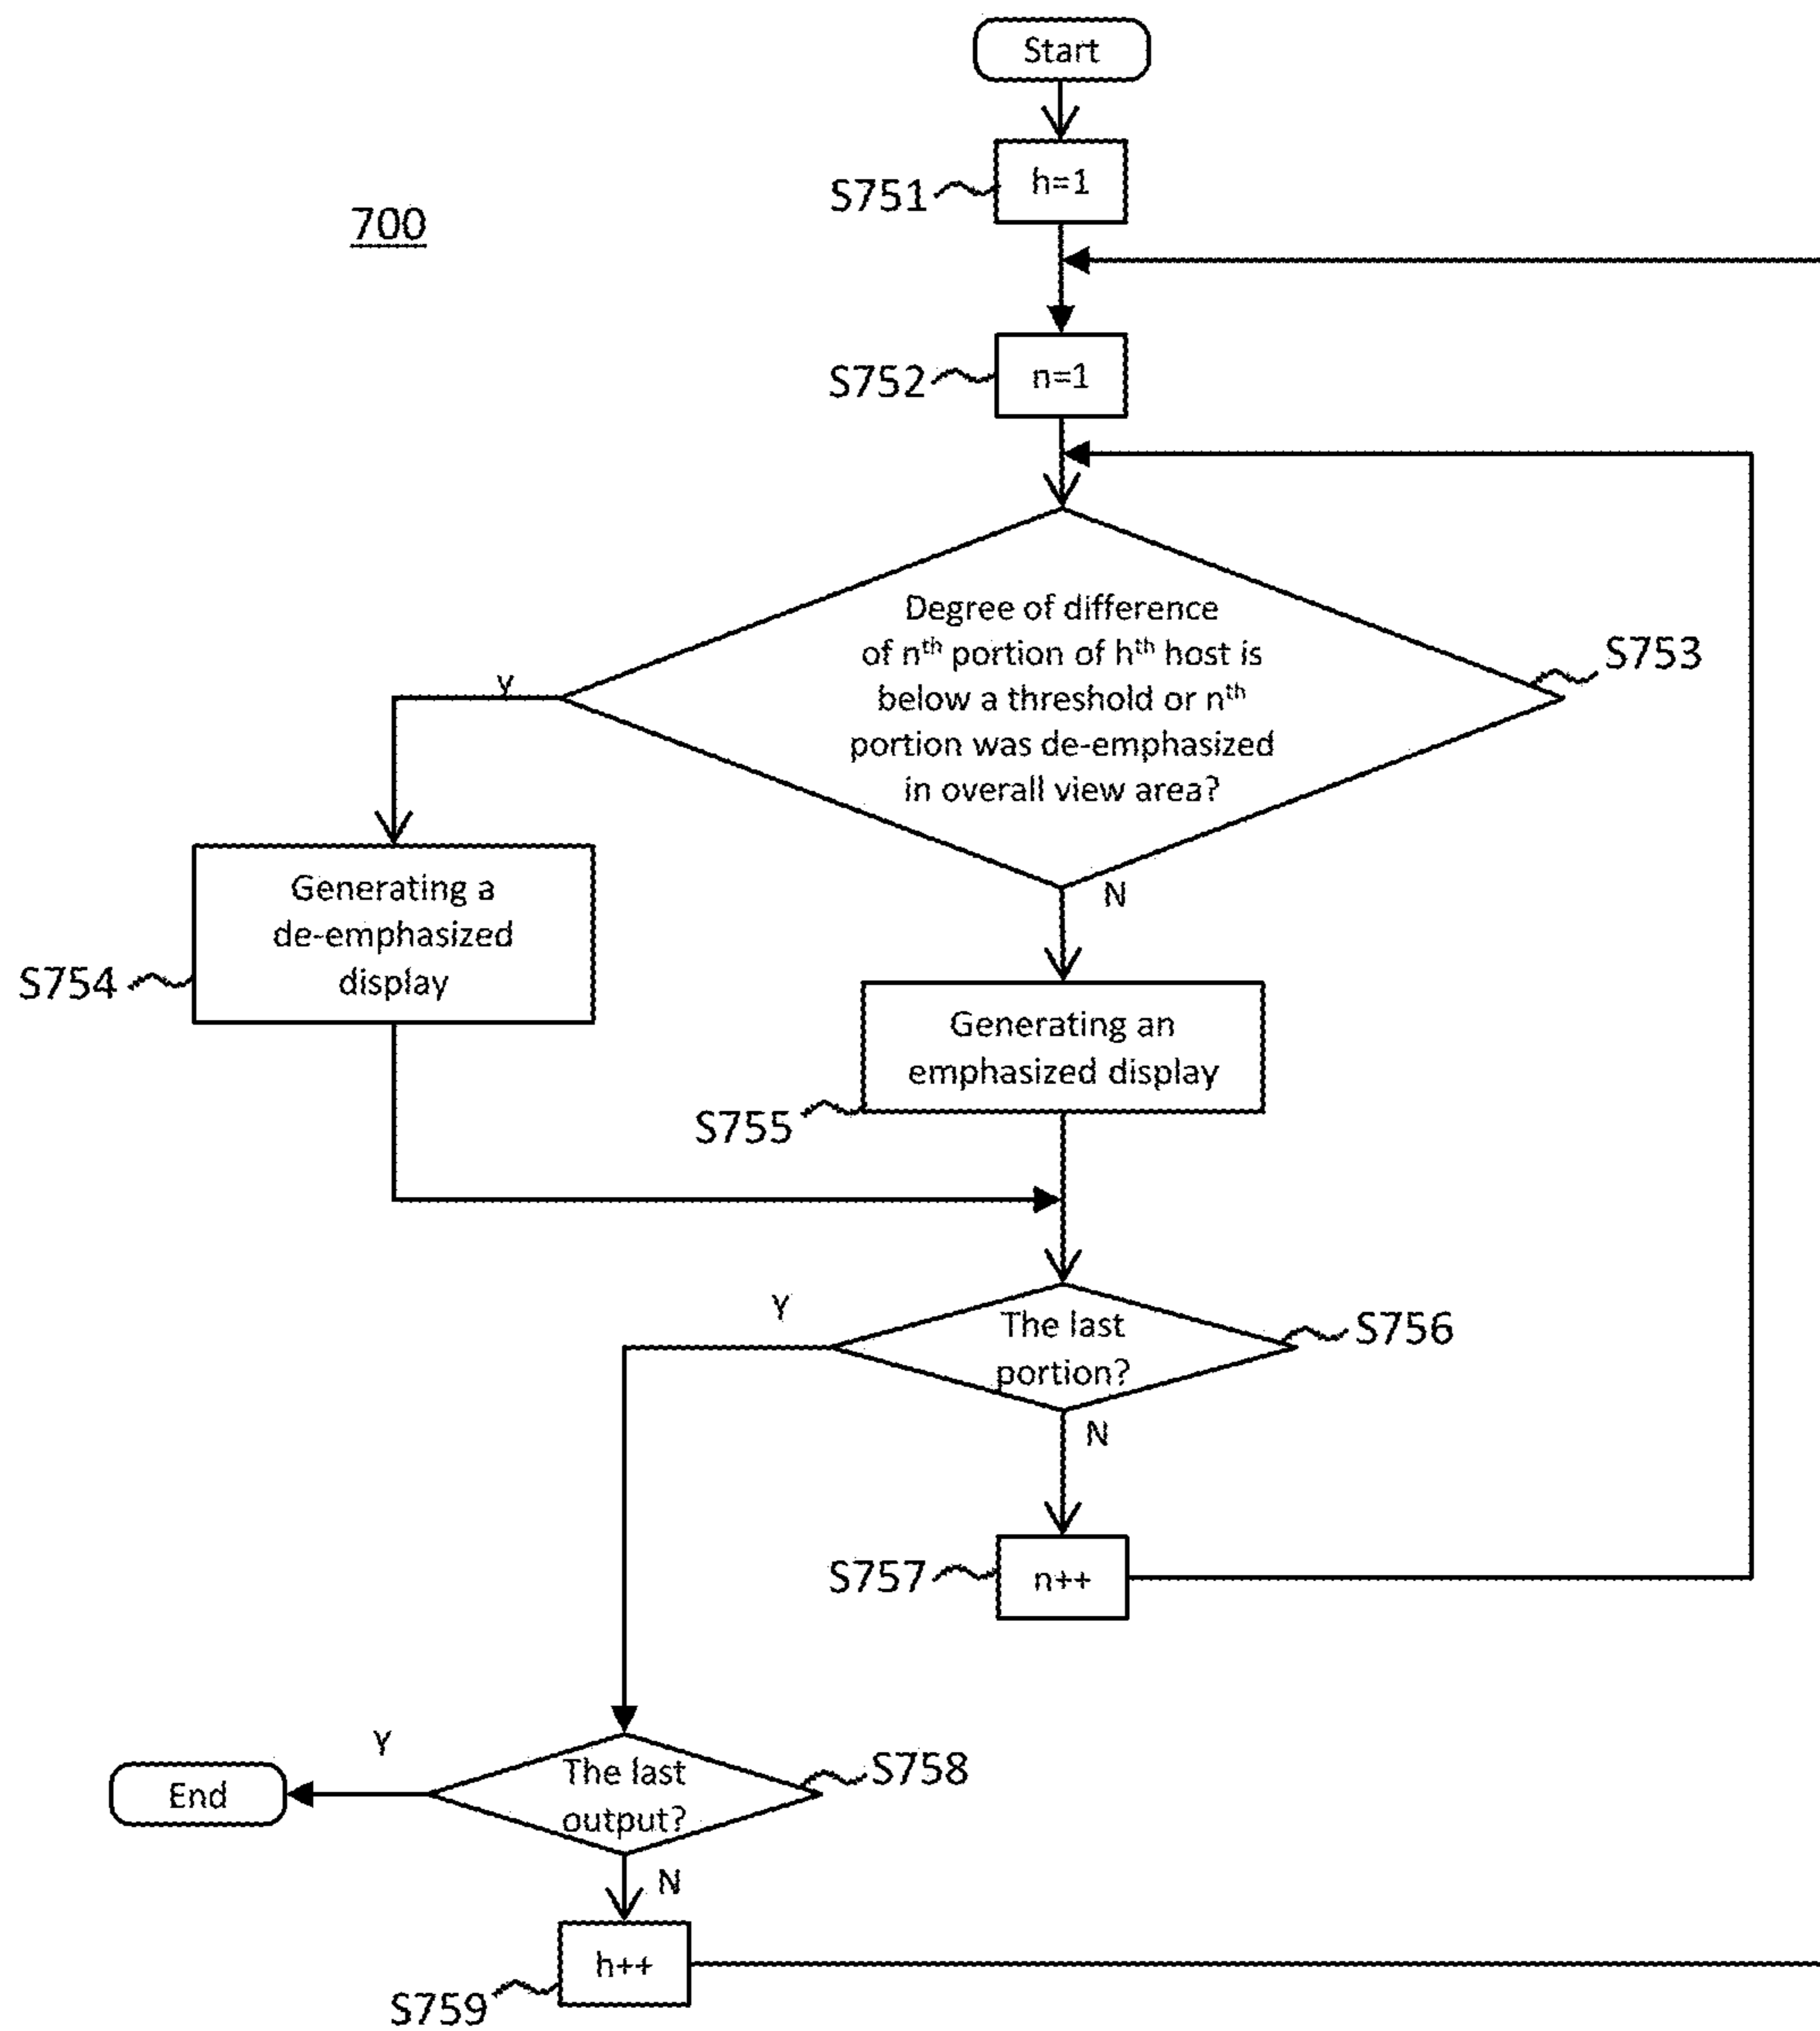 Start
S751
h=1
700
S752
n=1
Degree of difference
of nth portion of hth host is
below a threshold or nth
portion was de-emphasized
in overall view area?
S753
y
N
Generating a
de-emphasized
display
S754
Generating an
emphasized display
S755
The last
portion?
S756
Y
N
S757
n++
The last
output?
S758
Y
End
N
h++
S759